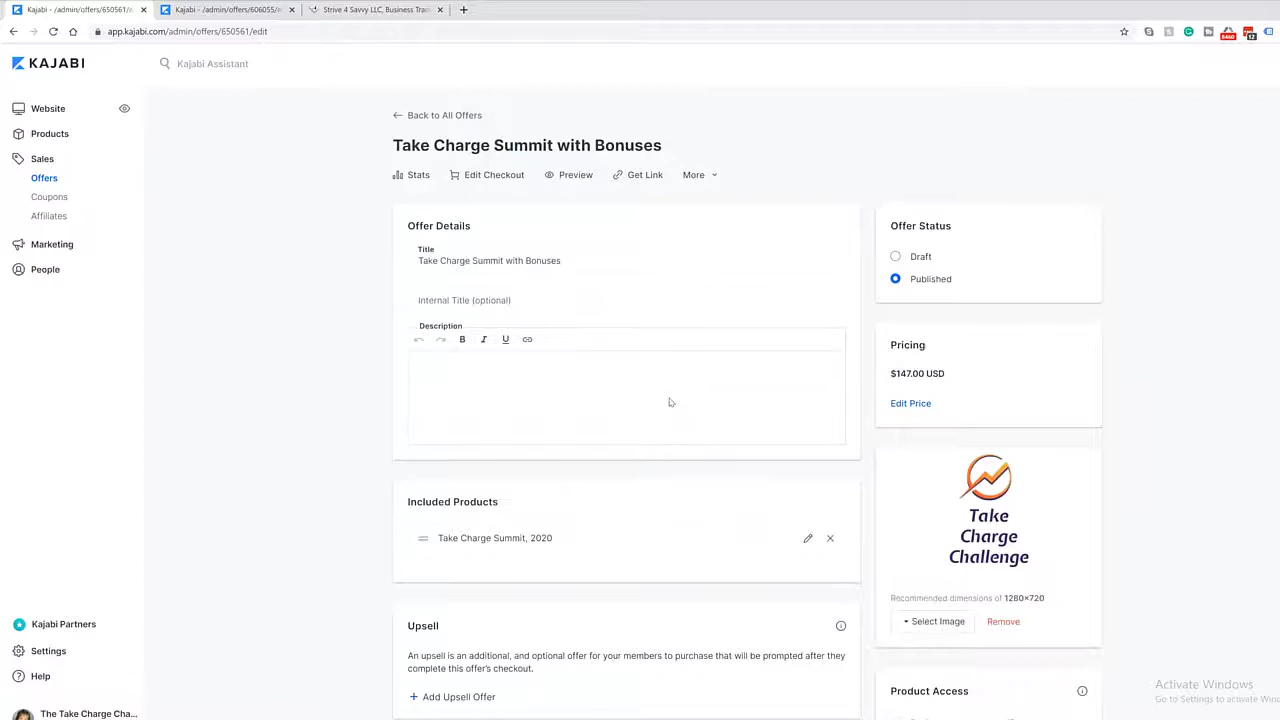 Kajabi - /admin/offers/650561/e
Kajabi - /admin/offers/606055/e
Strive 4 Savvy LLC, Business Trai
app.kajabi.com/admin/offers/650561/edit
KAJABI
Kajabi Assistant
Website
Products
Sales
Offers
Coupons
Affiliates
Marketing
People
Kajabi Partners
Settings
Help
The Take Charge Cha...
Back to All Offers
Take Charge Summit with Bonuses
Stats
Edit Checkout
Preview
Get Link
More
Offer Details
Title
Take Charge Summit with Bonuses
Internal Title (optional)
Description
B I U
Included Products
Take Charge Summit, 2020
Upsell
An upsell is an additional, and optional offer for your members to purchase that will be prompted after they
complete this offer's checkout.
+ Add Upsell Offer
Offer Status
Draft
Published
Pricing
$147.00 USD
Edit Price
Take
Charge
Challenge
Recommended dimensions of 1280×720
Select Image
Remove
Product Access
Activate Windows
Go to Settings to activate Win